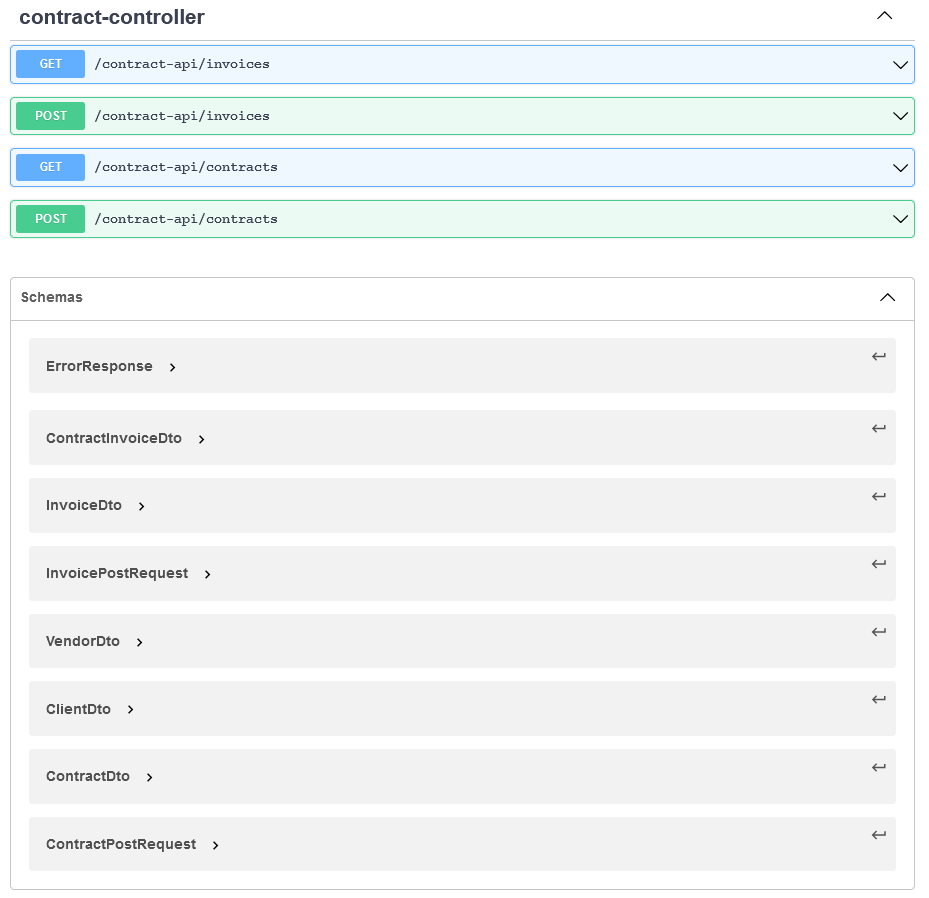 contract-controller
GET /contract-api/invoices
POST /contract-api/invoices
GET /contract-api/contracts
POST /contract-api/contracts
Schemas
ErrorResponse
ContractInvoiceDto
InvoiceDto
InvoicePostRequest
VendorDto
ClientDto
ContractDto
ContractPostRequest